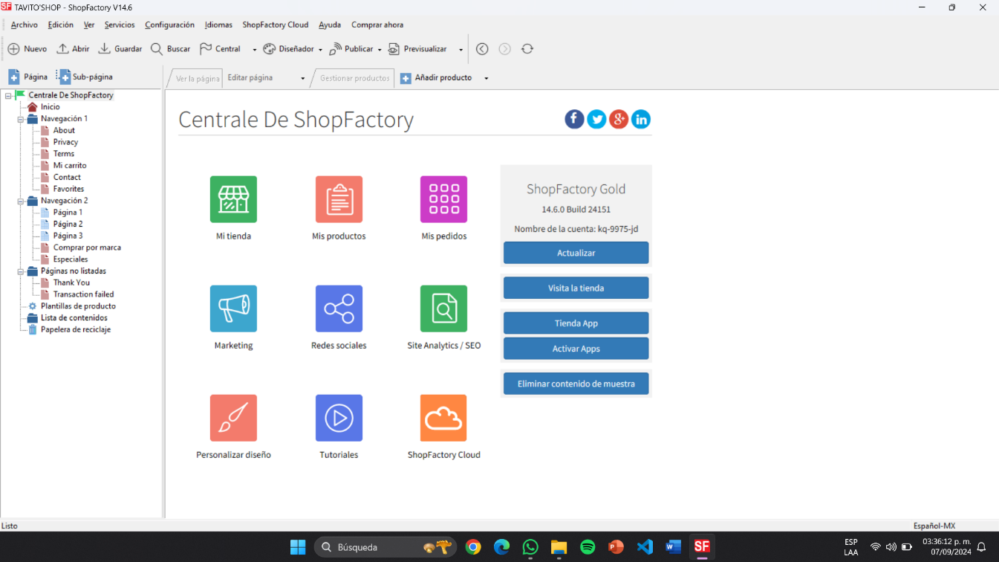 SF TAVITO'SHOP - ShopFactory V14.6
Archivo Edición Ver Servicios Configuración Idiomas ShopFactory Cloud Ayuda Comprar ahora
Nuevo Abrir Guardar Buscar Central Diseñador Publicar Previsualizar
Página Sub-página
Ver la página Editar página Gestionar productos Añadir producto
Centrale De ShopFactory
Inicio
Navegación 1
About
Privacy
Terms
Mi carrito
Contact
Favorites
Navegación 2
Página 1
Página 2
Página 3
Comprar por marca
Especiales
Páginas no listadas
Thank You
Transaction failed
Plantillas de producto
Lista de contenidos
Papelera de reciclaje
Centrale De ShopFactory
f g+ in
Mi tienda Mis productos Mis pedidos
Marketing Redes sociales Site Analytics / SEO
Personalizar diseño Tutoriales ShopFactory Cloud
ShopFactory Gold
14.6.0 Build 24151
Nombre de la cuenta: kq-9975-jd
Actualizar
Visita la tienda
Tienda App
Activar Apps
Eliminar contenido de muestra
Listo Español-MX
Búsqueda P W SF
ESP
LAA
03:36:12 p. m.
07/09/2024